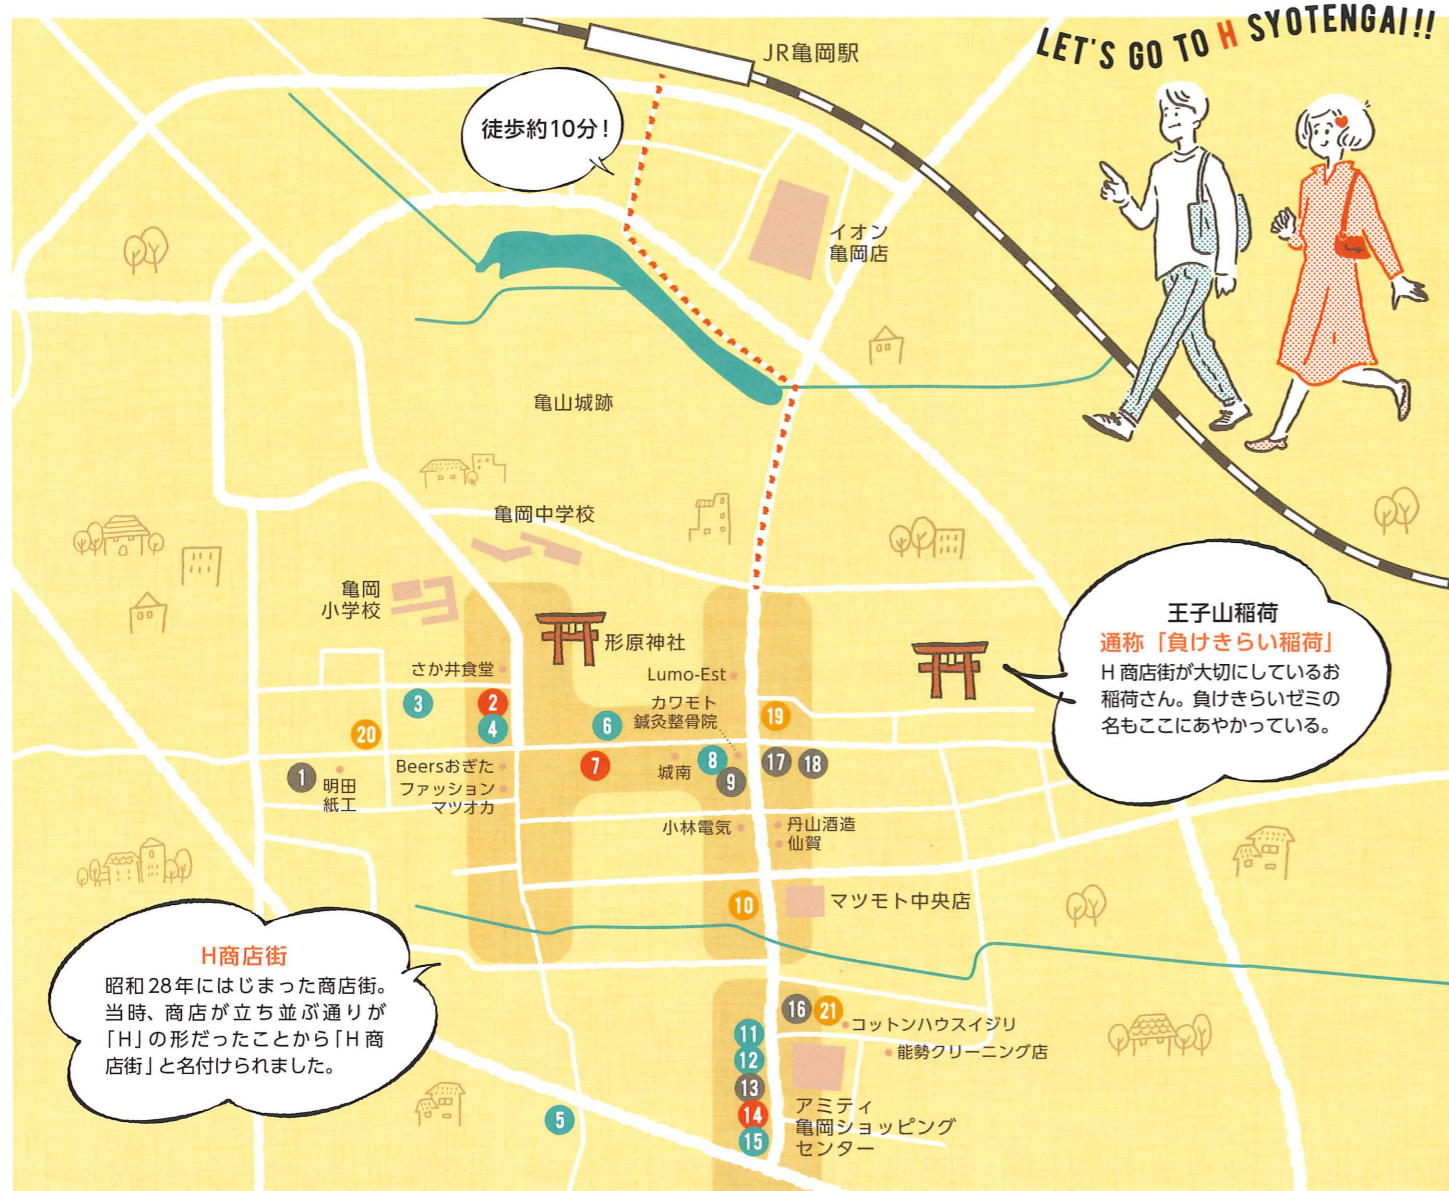 LET'S GO TO H SYOTENGAI!!
JR亀岡駅
徒歩約10分！
イオン
亀岡店
亀山城跡
亀岡中学校
亀岡
小学校
形原神社
王子山稲荷
通称「負けきらい稲荷」
H商店街が大切にしているお
稲荷さん。負けきらいゼミの
名もここにあやかっている。
さか井食堂
Lumo-Est
カワモト
鍼灸整骨院
3
2
4
6
19
20
7
城南
8
9
17
18
1
明田
紙工
Beersおぎた
ファッション
マツオカ
小林電気
丹山酒造
仙賀
10
マツモト中央店
H商店街
昭和28年にはじまった商店街。
当時、商店が立ち並ぶ通りが
「H」の形だったことから「H商
店街」と名付けられました。
16
21
コットンハウスイジリ
能勢クリーニング店
11
12
13
14
15
5
アミティ
亀岡ショッピング
センター